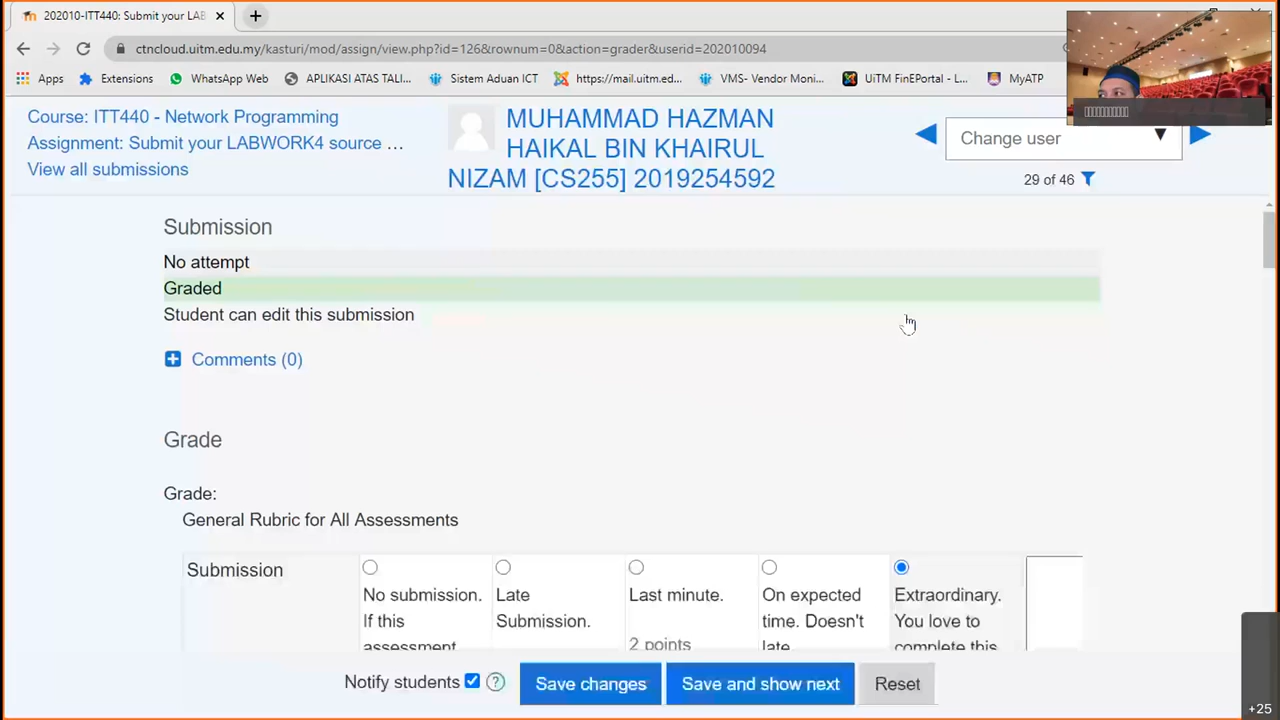 202010-ITT440: Submit your LAB
ctncloud.uitm.edu.my/kasturi/mod/assign/view.php?id=126&rownum=0&action=grader&userid=202010094
Apps Extensions WhatsApp Web APLIKASI ATAS TALI... Sistem Aduan ICT https://mail.uitm.ed... VMS- Vendor Moni... UiTM FinEPortal - L... MyATP
Course: ITT440 - Network Programming
Assignment: Submit your LABWORK4 source ...
View all submissions
MUHAMMAD HAZMAN
HAIKAL BIN KHAIRUL
NIZAM [CS255] 2019254592
Change user
29 of 46
Submission
No attempt
Graded
Student can edit this submission
Comments (0)
Grade
Grade:
General Rubric for All Assessments
Submission
No submission.
If this
assessment
Late
Submission.
Last minute.
2 points
On expected
time. Doesn't
late.
Extraordinary.
You love to
complete this
Notify students
Save changes
Save and show next
Reset
+25